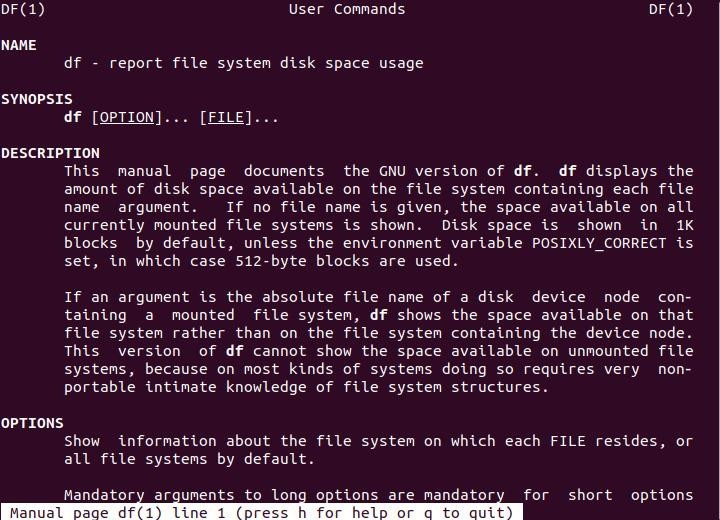 DF(1) User Commands DF(1)
NAME
df - report file system disk space usage
SYNOPSIS
df [OPTION]... [FILE]...
DESCRIPTION
This manual page documents the GNU version of df. df displays the
amount of disk space available on the file system containing each file
name argument. If no file name is given, the space available on all
currently mounted file systems is shown. Disk space is shown in 1K
blocks by default, unless the environment variable POSIXLY_CORRECT is
set, in which case 512-byte blocks are used.
If an argument is the absolute file name of a disk device node con-
taining a mounted file system, df shows the space available on that
file system rather than on the file system containing the device node.
This version of df cannot show the space available on unmounted file
systems, because on most kinds of systems doing so requires very non-
portable intimate knowledge of file system structures.
OPTIONS
Show information about the file system on which each FILE resides, or
all file systems by default.
Mandatory arguments to long options are mandatory for short options
Manual page df(1) line 1 (press h for help or q to quit)